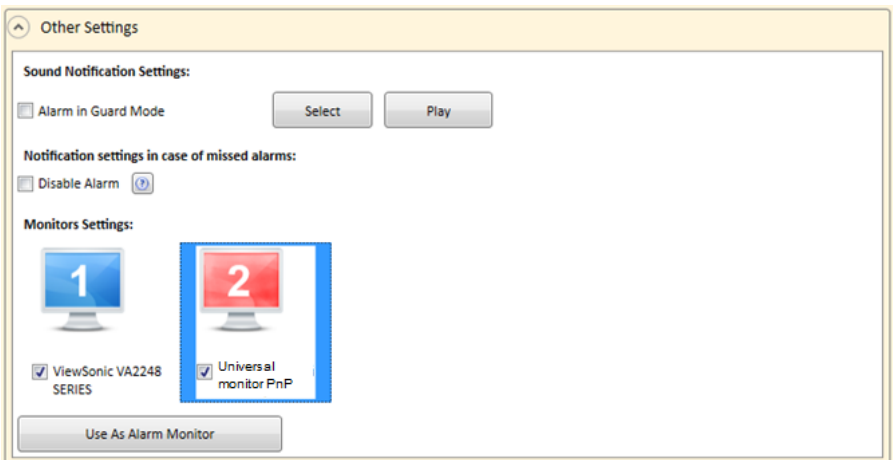 Other Settings
Sound Notification Settings:
Alarm in Guard Mode
Select
Play
Notification settings in case of missed alarms:
Disable Alarm
?
Monitors Settings:
1
2
ViewSonic VA2248
SERIES
Universal
monitor PnP
Use As Alarm Monitor